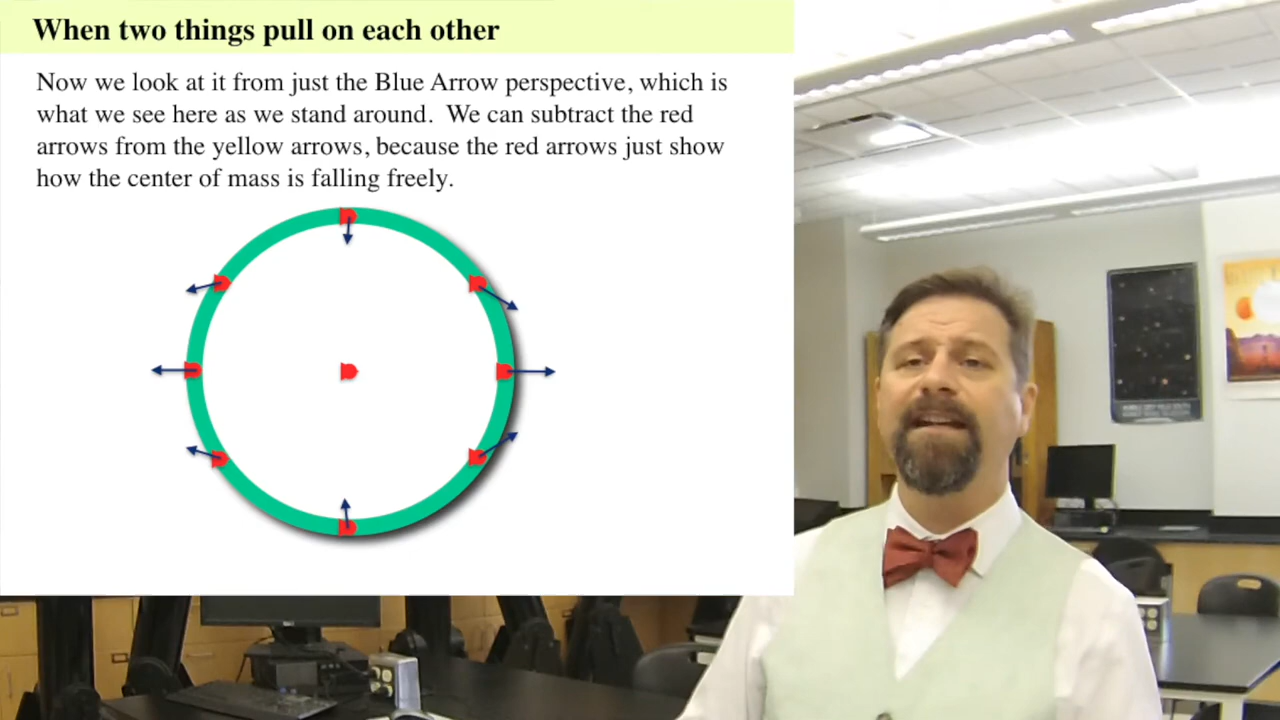 When two things pull on each other
Now we look at it from just the Blue Arrow perspective, which is
what we see here as we stand around.  We can subtract the red
arrows from the yellow arrows, because the red arrows just show
how the center of mass is falling freely.